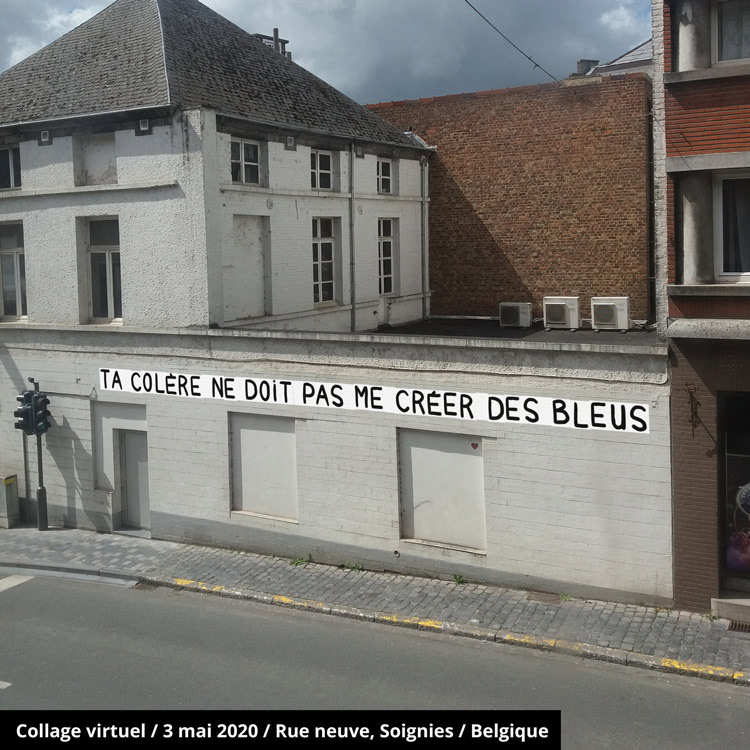 TA COLÈRE NE DOIT PAS ME CRÉER DES BLEUS
Collage virtuel / 3 mai 2020 / Rue neuve, Soignies / Belgique